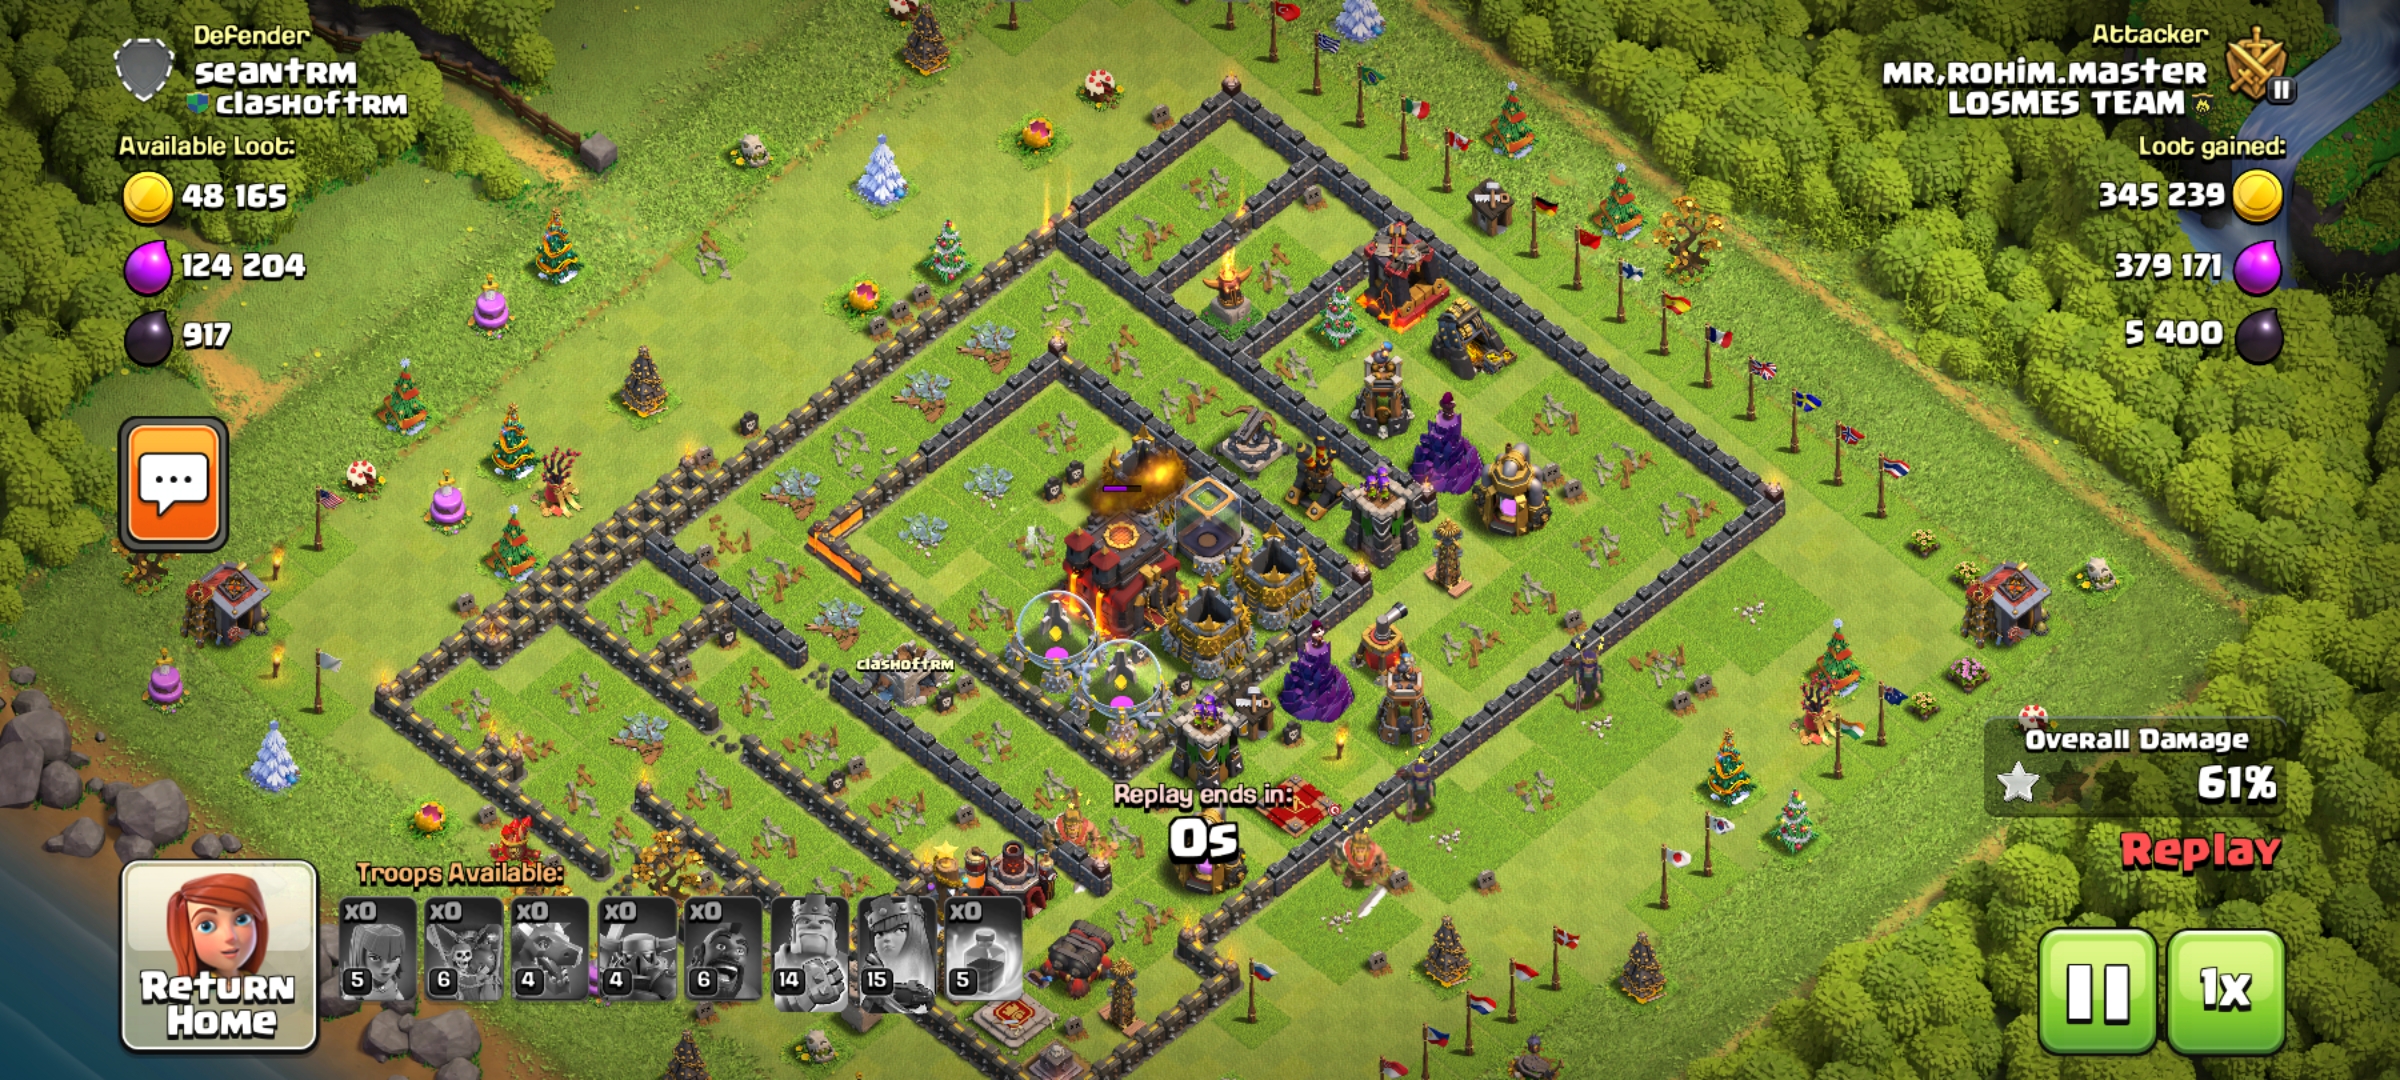 Defender
seantRM
clashoftRM
Available Loot:
48 165
124 204
917
Attacker
MR,ROHiM.Master
LOSMES TEAM
Loot gained:
345 239
379 171
5 400
clashoftRM
Overall Damage
61%
Replay
Replay ends in:
0s
Troops Available:
x0
x0
x0
x0
x0
x0
5
6
4
4
6
14
15
5
Return
Home
1x